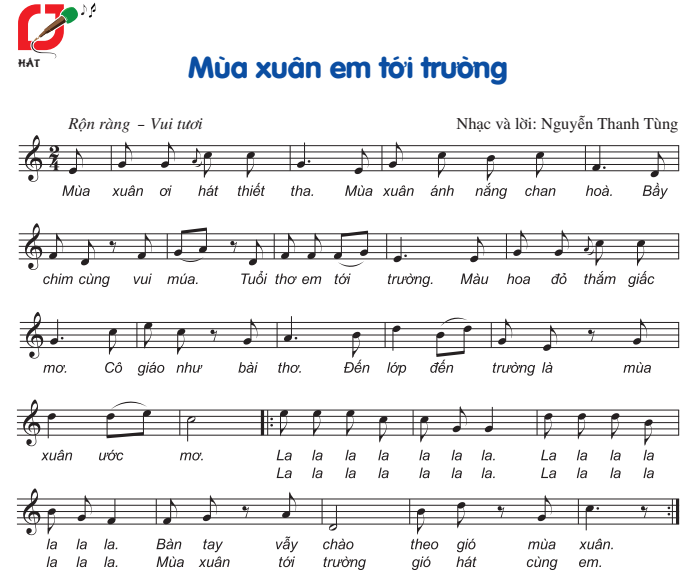 HÁT
Mùa xuân em tới trường
Rộn ràng – Vui tươi
Nhạc và lời: Nguyễn Thanh Tùng
2
4
Mùa xuân ơi hát thiết tha. Mùa xuân ánh nắng chan hoà. Bầy
chim cùng vui múa. Tuổi thơ em tới trường. Màu hoa đỏ thắm giấc
mơ. Cô giáo như bài thơ. Đến lớp đến trường là mùa
xuân ước mơ. La la la la la la la. La la la la
La la la la la la la. La la la la
la la la. Bàn tay vẫy chào theo gió mùa xuân.
la la la. Mùa xuân tới trường gió hát cùng em.